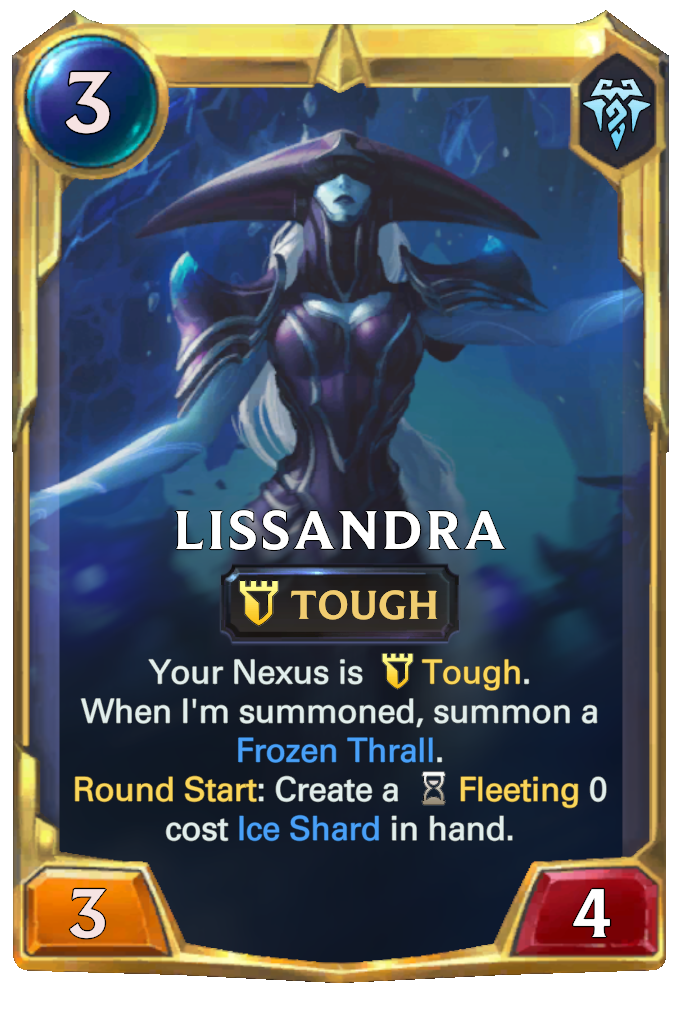 3
LISSANDRA
TOUGH
Your Nexus is Tough.
When I'm summoned, summon a
Frozen Thrall.
Round Start: Create a Fleeting 0
cost Ice Shard in hand.
3
4